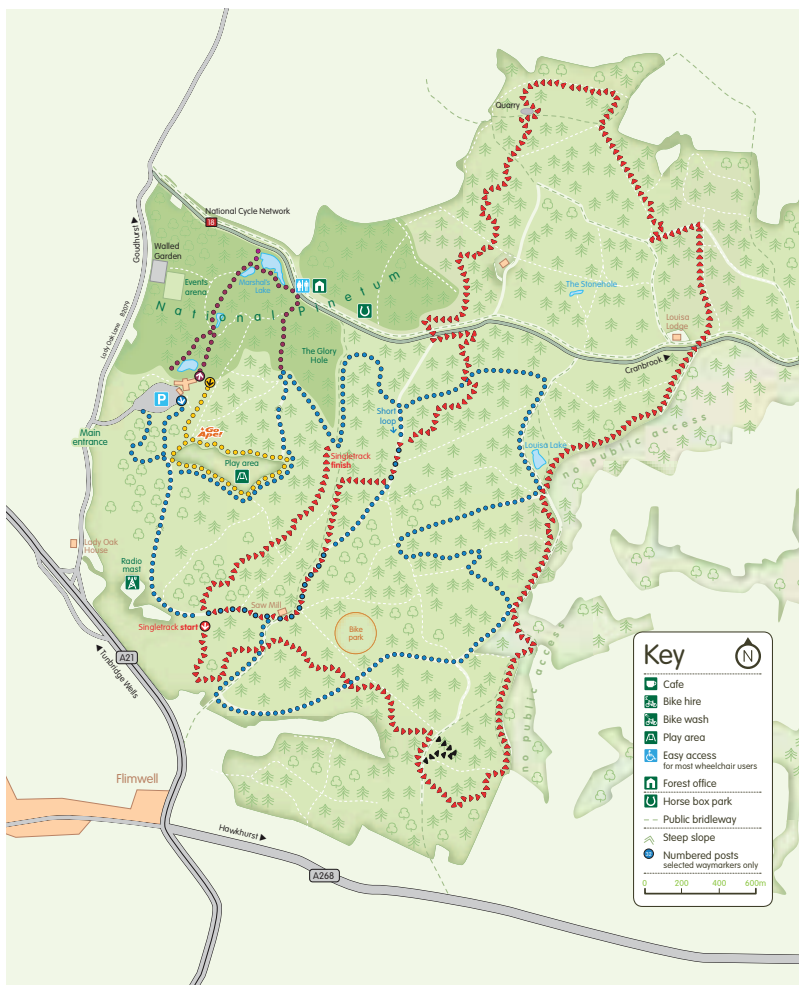 Quarry
National Cycle Network
18
Goudhurst
Walled
Garden
Events
arena
Marshal's
Lake
National Pinetum
B2079
Lady Oak Lane
The Stonehole
Louisa
Lodge
The Glory
Hole
Cranbrook
P
Short
loop
Go
Ape!
Main
entrance
Louisa Lake
no public access
Singletrack
finish
Play area
Lady Oak
House
Radio
mast
Saw Mill
Singletrack start
Bike
park
A21
Tunbridge Wells
no public access
Flimwell
Hawkhurst
A268
Key
N
Cafe
Bike hire
Bike wash
Play area
Easy access
for most wheelchair users
Forest office
Horse box park
Public bridleway
Steep slope
Numbered posts
selected waymarkers only
0 200 400 600m